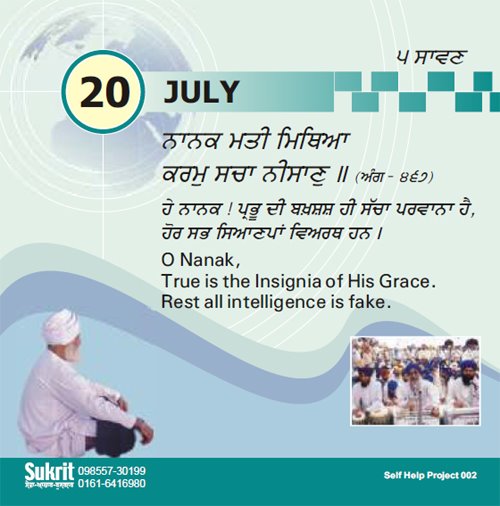 ੫ ਸਾਵਣ
20 JULY
ਨਾਨਕ ਮਤੀ ਮਿਥਿਆ
ਕਰਮੁ ਸਚਾ ਨੀਸਾਣੁ ॥ (ਅੰਗ - ੪੬੭)
ਹੇ ਨਾਨਕ ! ਪ੍ਰਭੂ ਦੀ ਬਖ਼ਸ਼ਸ਼ ਹੀ ਸੱਚਾ ਪਰਵਾਨਾ ਹੈ,
ਹੋਰ ਸਭ ਸਿਆਣਪਾਂ ਵਿਅਰਥ ਹਨ ।
O Nanak,
True is the Insignia of His Grace.
Rest all intelligence is fake.
Sukrit 098557-30199
0161-6416980
Self Help Project 002